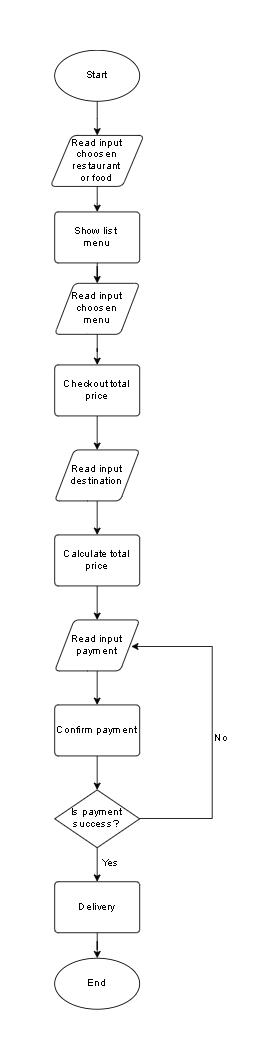 Start
Read input
choosen
restaurant
or food
Show list
menu
Read input
choosen
menu
Checkout total
price
Read input
destination
Calculate total
price
Read input
payment
Confirm payment
No
Is payment
success?
Yes
Delivery
End